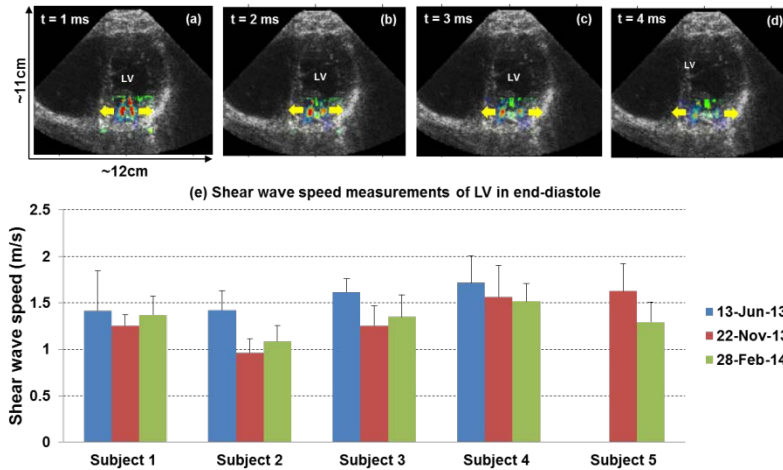 t = 1 ms (a)
t = 2 ms (b)
t = 3 ms (c)
t = 4 ms (d)
LV
LV
LV
LV
~11cm
~12cm
(e) Shear wave speed measurements of LV in end-diastole
Shear wave speed (m/s)
2.5
2
1.5
1
0.5
0
Subject 1
Subject 2
Subject 3
Subject 4
Subject 5
13-Jun-13
22-Nov-13
28-Feb-14